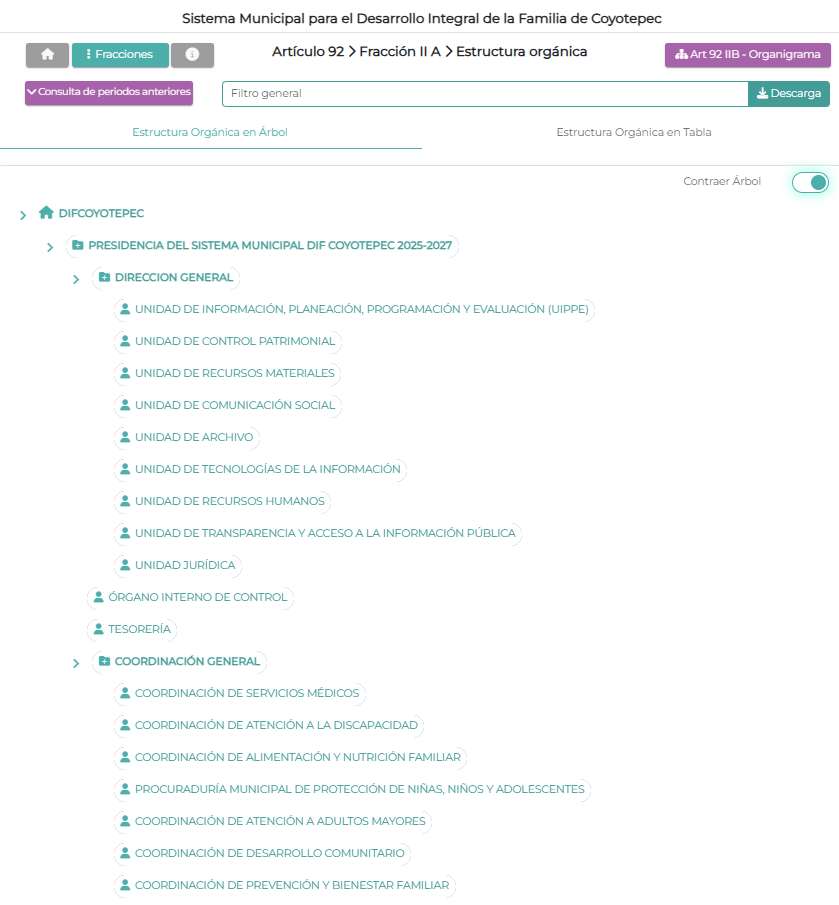 Sistema Municipal para el Desarrollo Integral de la Familia de Coyotepec
Fracciones
Artículo 92 > Fracción II A > Estructura orgánica
Art 92 IIB - Organigrama
Consulta de periodos anteriores
Filtro general
Descarga
Estructura Orgánica en Árbol
Estructura Orgánica en Tabla
Contraer Árbol
DIFCOYOTEPEC
PRESIDENCIA DEL SISTEMA MUNICIPAL DIF COYOTEPEC 2025-2027
DIRECCION GENERAL
UNIDAD DE INFORMACIÓN, PLANEACIÓN, PROGRAMACIÓN Y EVALUACIÓN (UIPPE)
UNIDAD DE CONTROL PATRIMONIAL
UNIDAD DE RECURSOS MATERIALES
UNIDAD DE COMUNICACIÓN SOCIAL
UNIDAD DE ARCHIVO
UNIDAD DE TECNOLOGÍAS DE LA INFORMACIÓN
UNIDAD DE RECURSOS HUMANOS
UNIDAD DE TRANSPARENCIA Y ACCESO A LA INFORMACIÓN PÚBLICA
UNIDAD JURÍDICA
ÓRGANO INTERNO DE CONTROL
TESORERÍA
COORDINACIÓN GENERAL
COORDINACIÓN DE SERVICIOS MÉDICOS
COORDINACIÓN DE ATENCIÓN A LA DISCAPACIDAD
COORDINACIÓN DE ALIMENTACIÓN Y NUTRICIÓN FAMILIAR
PROCURADURÍA MUNICIPAL DE PROTECCIÓN DE NIÑAS, NIÑOS Y ADOLESCENTES
COORDINACIÓN DE ATENCIÓN A ADULTOS MAYORES
COORDINACIÓN DE DESARROLLO COMUNITARIO
COORDINACIÓN DE PREVENCIÓN Y BIENESTAR FAMILIAR